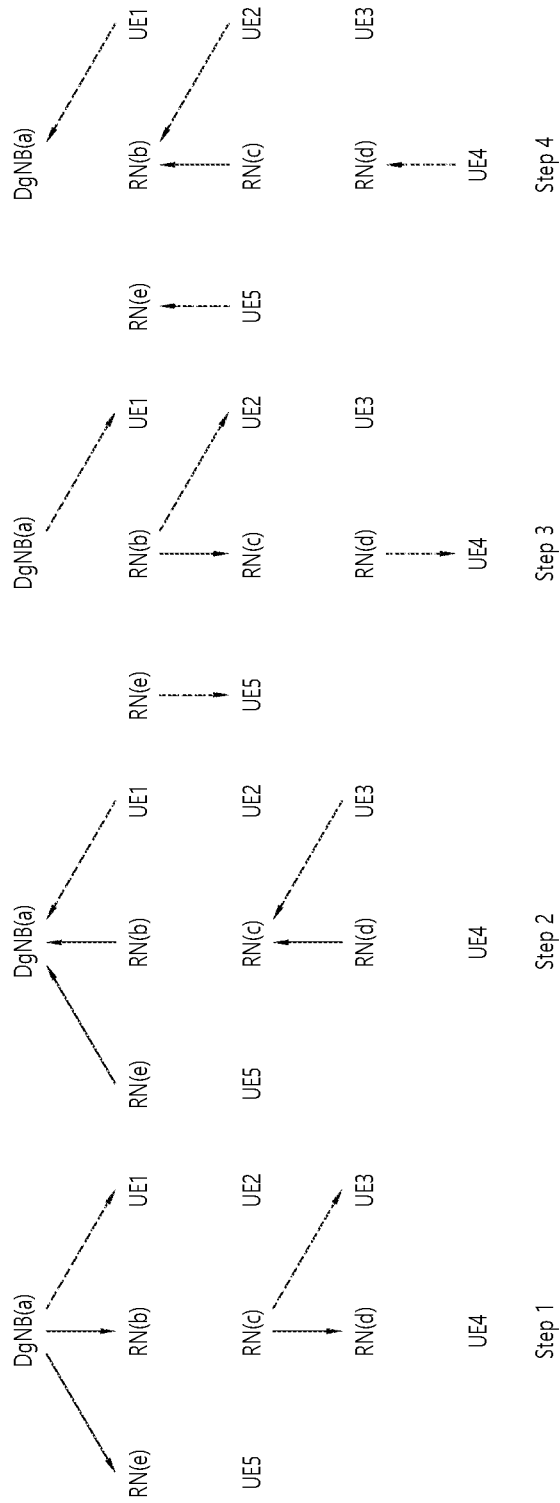 DgNB(a)
RN(e) RN(b) UE1
UE5 RN(c) UE2
RN(d) UE3
UE4
Step 1
DgNB(a)
RN(e) RN(b) UE1
UE5 RN(c) UE2
RN(d) UE3
UE4
Step 2
DgNB(a)
RN(e) RN(b) UE1
UE5 RN(c) UE2
RN(d) UE3
UE4
Step 3
DgNB(a)
RN(e) RN(b) UE1
UE5 RN(c) UE2
RN(d) UE3
UE4
Step 4